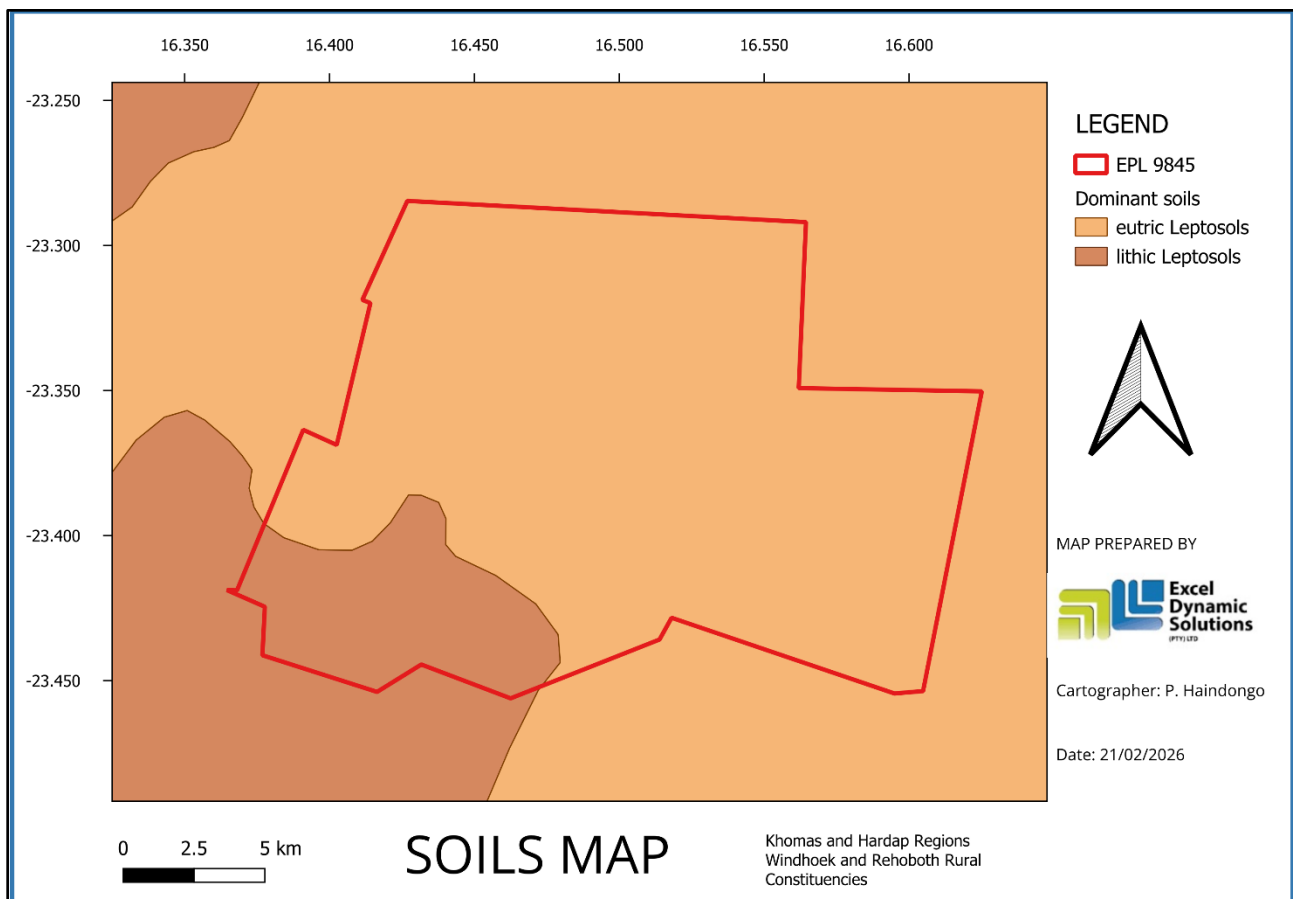 16.350 16.400 16.450 16.500 16.550 16.600
-23.250
-23.300
-23.350
-23.400
-23.450
LEGEND
EPL 9845
Dominant soils
eutric Leptosols
lithic Leptosols
MAP PREPARED BY
Excel
Dynamic
Solutions
(PTY) LTD
Cartographer: P. Haindongo
Date: 21/02/2026
0 2.5 5 km
SOILS MAP
Khomas and Hardap Regions
Windhoek and Rehoboth Rural
Constituencies